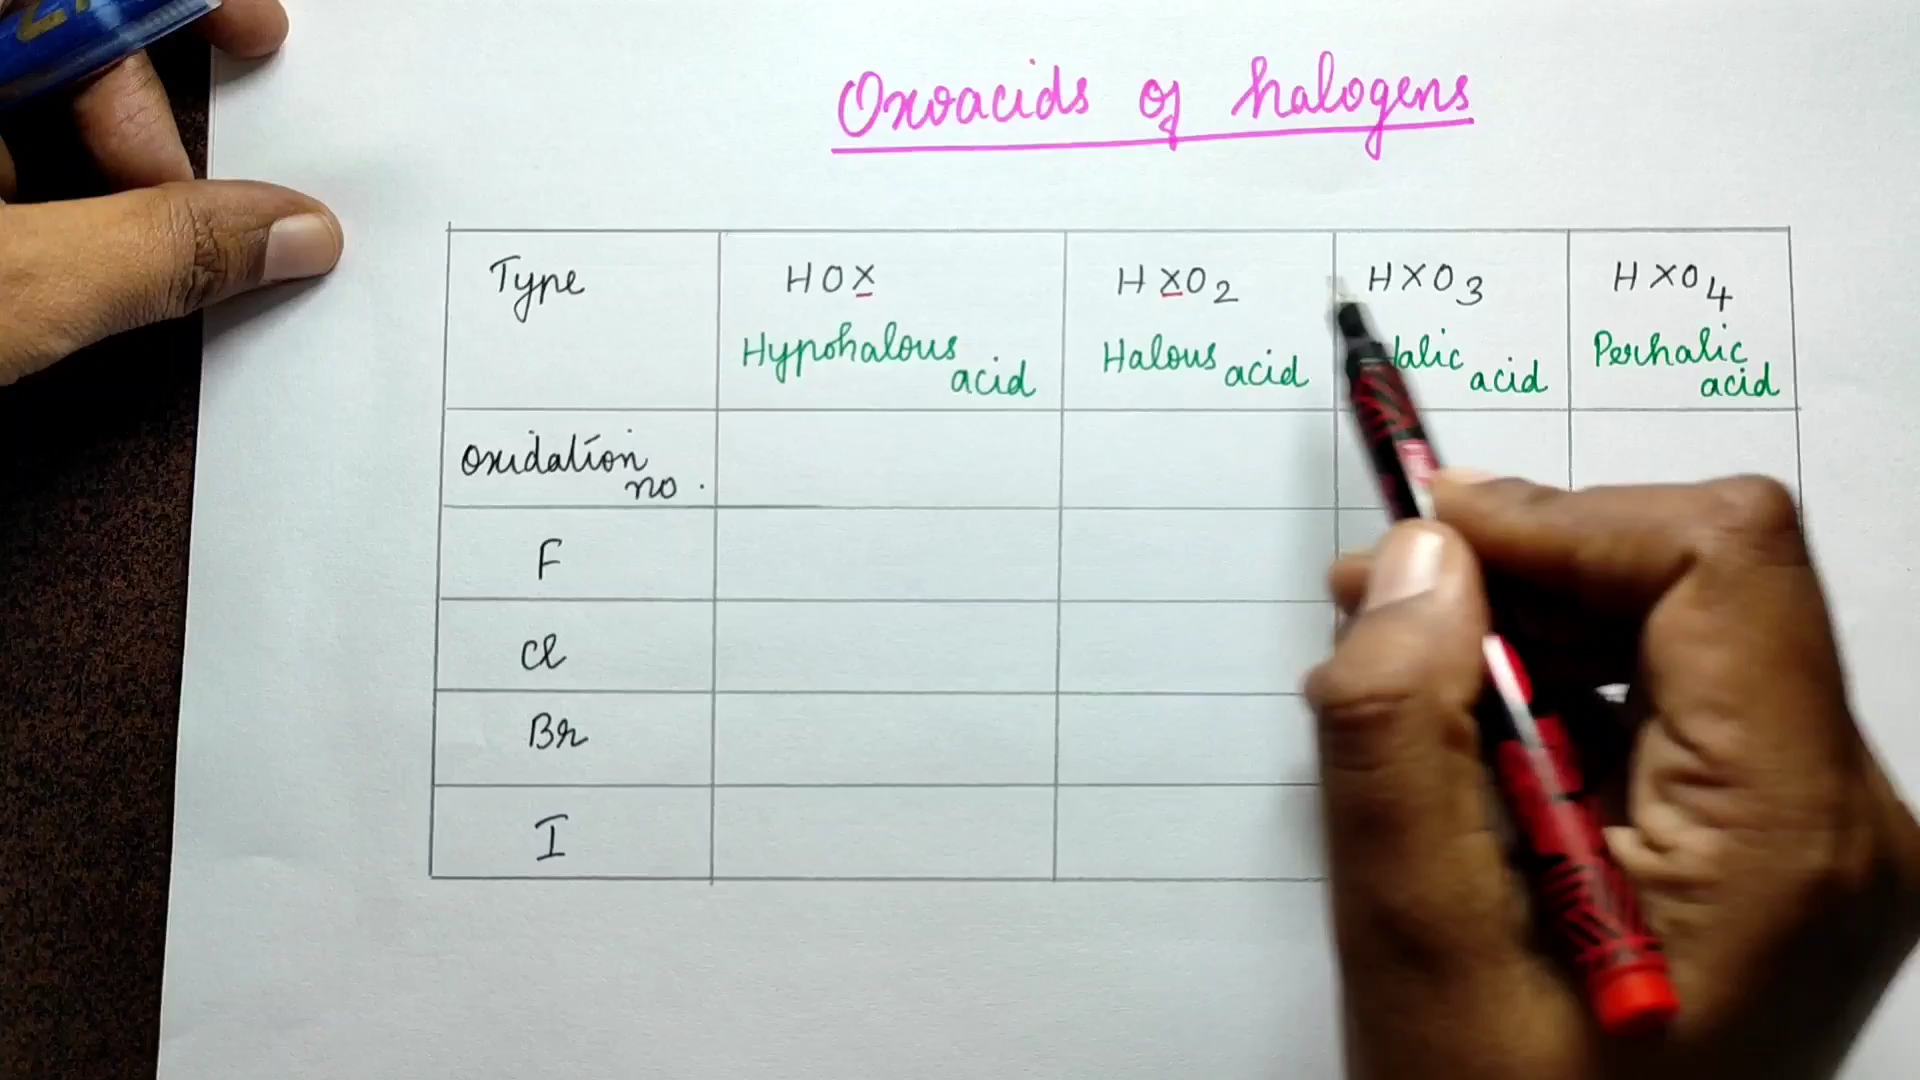 Oxoacids of halogens
Type HOX HXO2 HXO3 HXO4
Hypohalous acid Halous acid acid Perhalic acid
Oxidation no.
F
Cl
Br
I